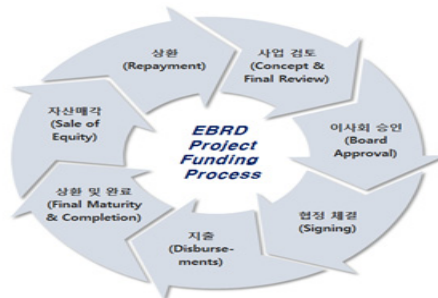 상환
(Repayment)
사업 검토
(Concept &
Final Review)
이사회 승인
(Board
Approval)
협정 체결
(Signing)
지출
(Disburse-
ments)
상환 및 완료
(Final Maturity
& Completion)
자산매각
(Sale of
Equity)
EBRD
Project
Funding
Process